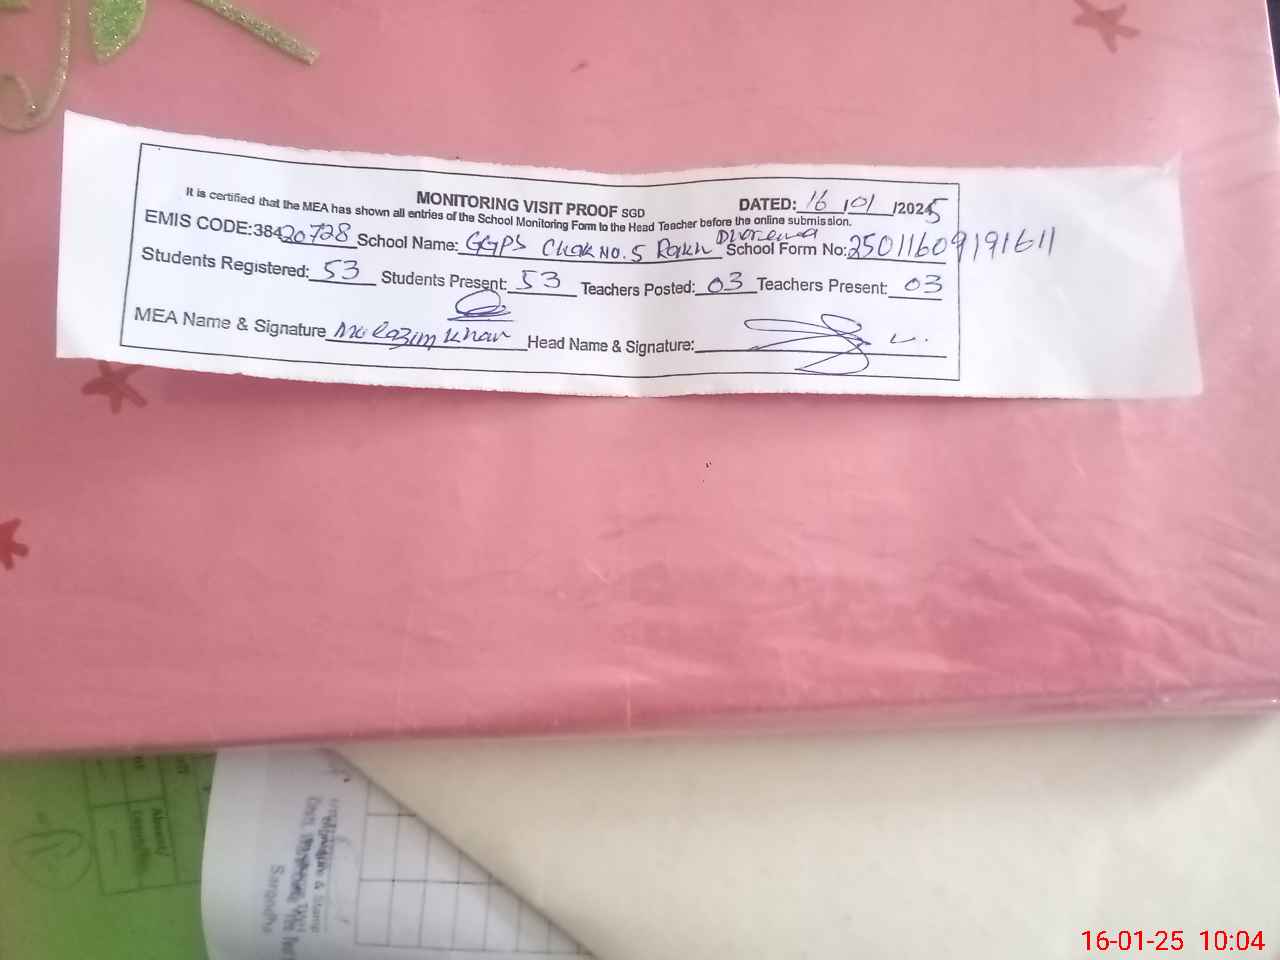 MONITORING VISIT PROOF SGD DATED: 16/01/2025
It is certified that the MEA has shown all entries of the School Monitoring Form to the Head Teacher before the online submission.
EMIS CODE:38420728 School Name: GGPS Chak No. 5 Rakh School Form No: 25011609191611
Students Registered: 53 Students Present: 53 Teachers Posted: 03 Teachers Present: 03
MEA Name & Signature Mulazim Khan Head Name & Signature:
Sargodha
16-01-25 10:04